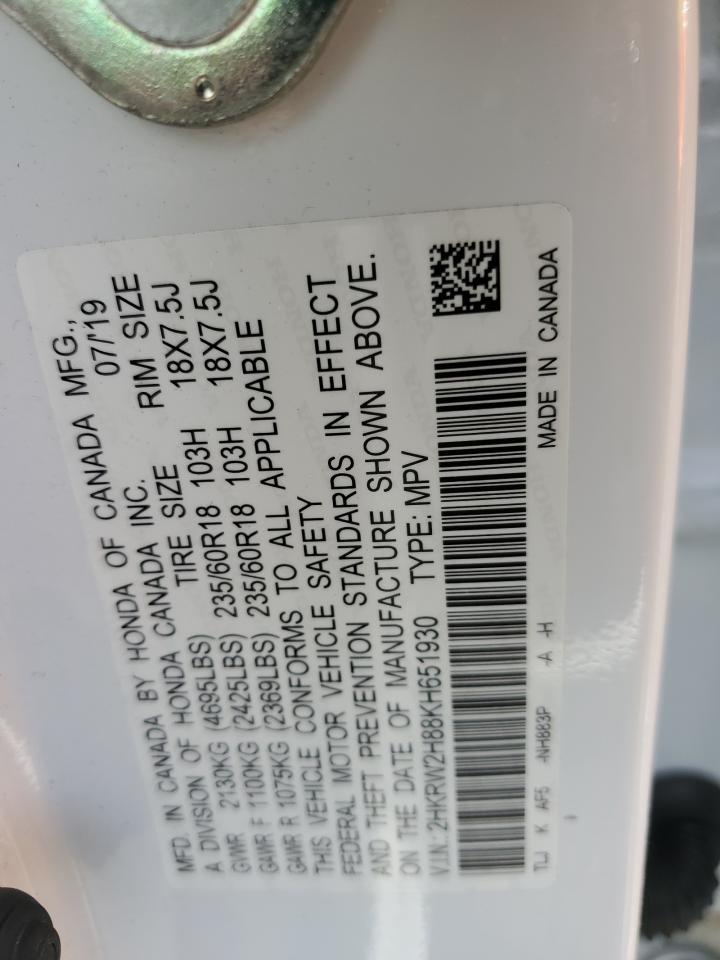 MFD. IN CANADA BY HONDA OF CANADA MFG.,
A DIVISION OF HONDA CANADA INC. 07/'19
GVWR 2130KG (4695LBS) TIRE SIZE RIM SIZE
GAWR F 1100KG (2425LBS) 235/60R18 103H 18X7.5J
GAWR R 1075KG (2369LBS) 235/60R18 103H 18X7.5J
THIS VEHICLE CONFORMS TO ALL APPLICABLE
FEDERAL MOTOR VEHICLE SAFETY
AND THEFT PREVENTION STANDARDS IN EFFECT
ON THE DATE OF MANUFACTURE SHOWN ABOVE.
V.I.N: 2HKRW2H88KH651930 TYPE: MPV
TLJ K AF5 -NH883P -A -H MADE IN CANADA